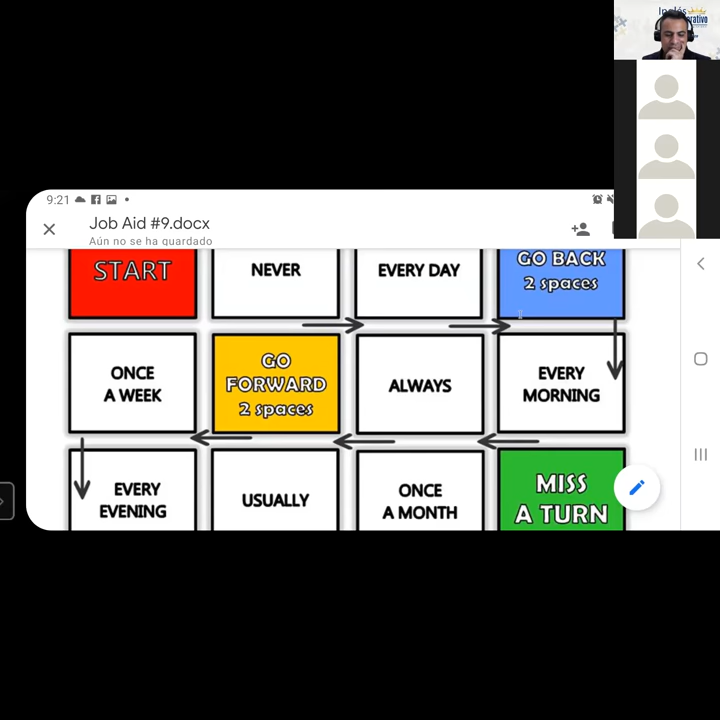 9:21
Job Aid #9.docx
Aún no se ha guardado
START
NEVER
EVERY DAY
GO BACK
2 spaces
ONCE
A WEEK
GO
FORWARD
2 spaces
ALWAYS
EVERY
MORNING
EVERY
EVENING
USUALLY
ONCE
A MONTH
MISS
A TURN